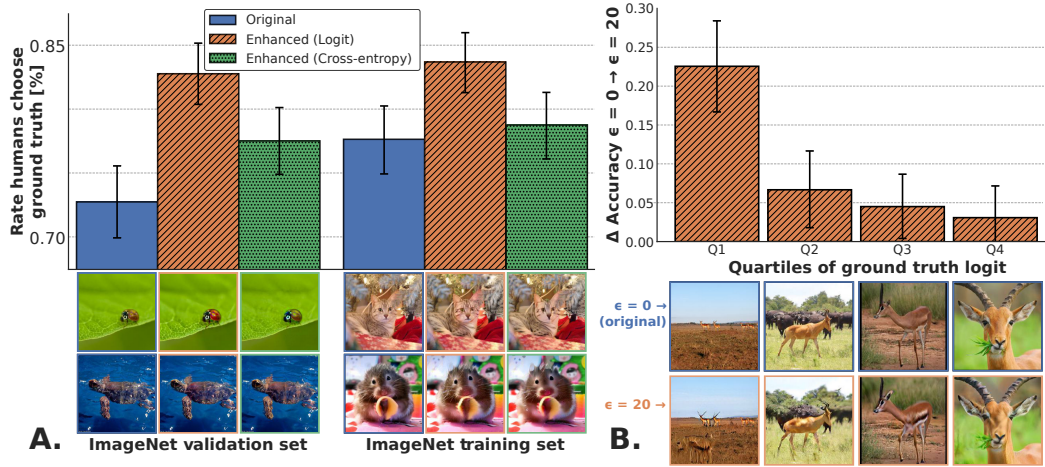 Rate humans choose
ground truth [%]
0.85
0.70
Original
Enhanced (Logit)
Enhanced (Cross-entropy)
A.
ImageNet validation set
ImageNet training set
Δ Accuracy ϵ = 0 → ϵ = 20
0.30
0.25
0.20
0.15
0.10
0.05
0.00
Q1
Q2
Q3
Q4
Quartiles of ground truth logit
ϵ = 0 →
(original)
ϵ = 20 →
B.